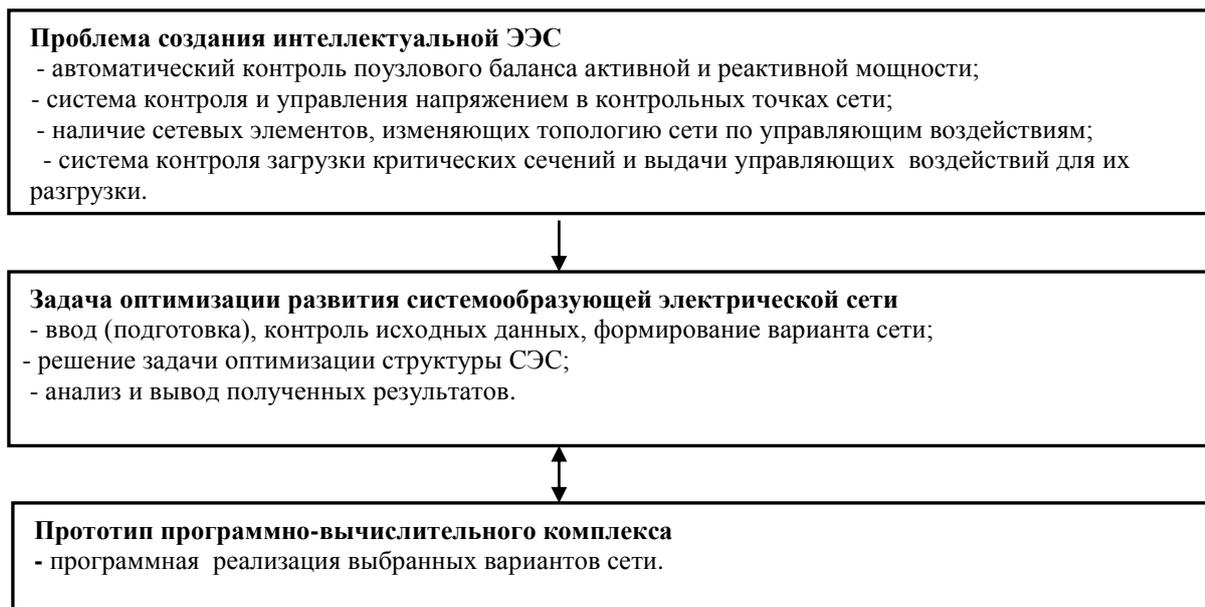 Проблема создания интеллектуальной ЭЭС
- автоматический контроль поузлового баланса активной и реактивной мощности;
- система контроля и управления напряжением в контрольных точках сети;
- наличие сетевых элементов, изменяющих топологию сети по управляющим воздействиям;
- система контроля загрузки критических сечений и выдачи управляющих воздействий для их
разгрузки.
Задача оптимизации развития системообразующей электрической сети
- ввод (подготовка), контроль исходных данных, формирование варианта сети;
- решение задачи оптимизации структуры СЭС;
- анализ и вывод полученных результатов.
Прототип программно-вычислительного комплекса
- программная реализация выбранных вариантов сети.